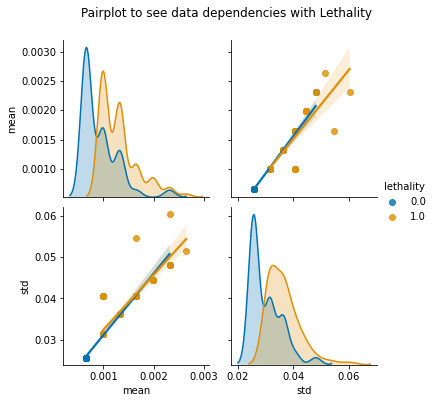 Pairplot to see data dependencies with Lethality
0.0030
0.0025
0.0020
0.0015
0.0010
mean
lethality
0.0
1.0
0.06
0.05
0.04
0.03
std
0.001
0.002
0.003
mean
0.02
0.04
0.06
std